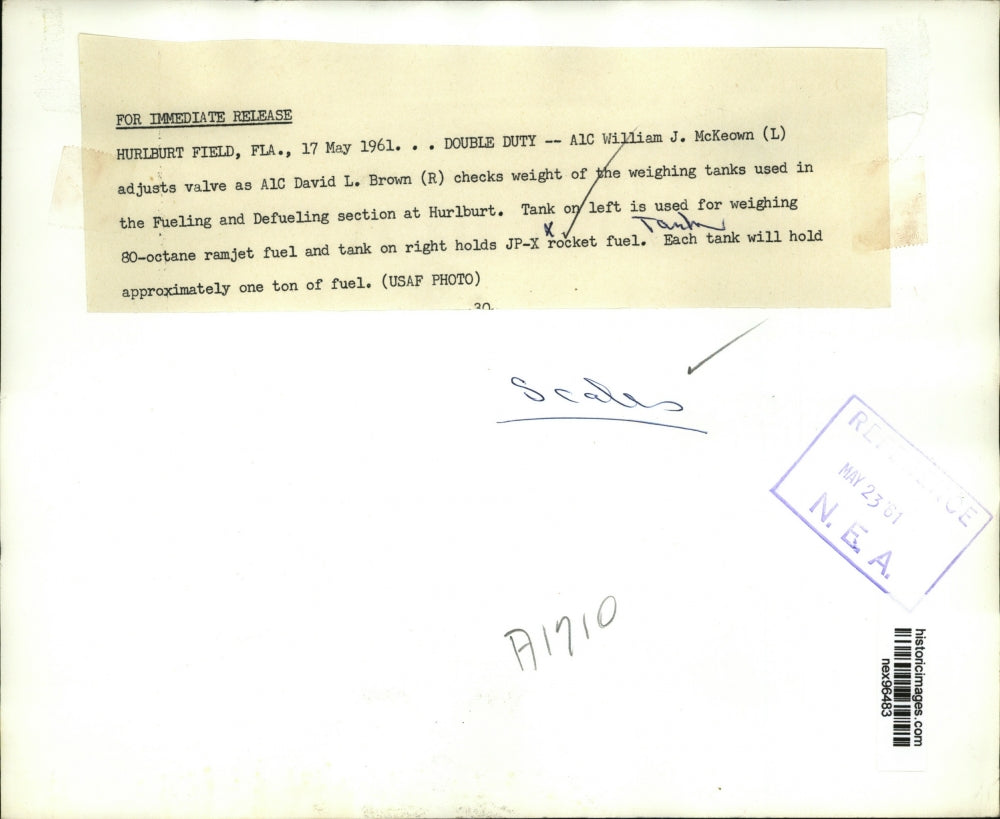 FOR IMMEDIATE RELEASE
HURLBURT FIELD, FLA., 17 May 1961. . . DOUBLE DUTY -- A1C William J. McKeown (L)
adjusts valve as A1C David L. Brown (R) checks weight of the weighing tanks used in
the Fueling and Defueling section at Hurlburt. Tank on left is used for weighing
Tank
X
80-octane ramjet fuel and tank on right holds JP-X rocket fuel. Each tank will hold
approximately one ton of fuel. (USAF PHOTO)
30
Scales
REFERENCE
MAY 23 '61
N. E. A.
A1710
historicimages.com
nex96483